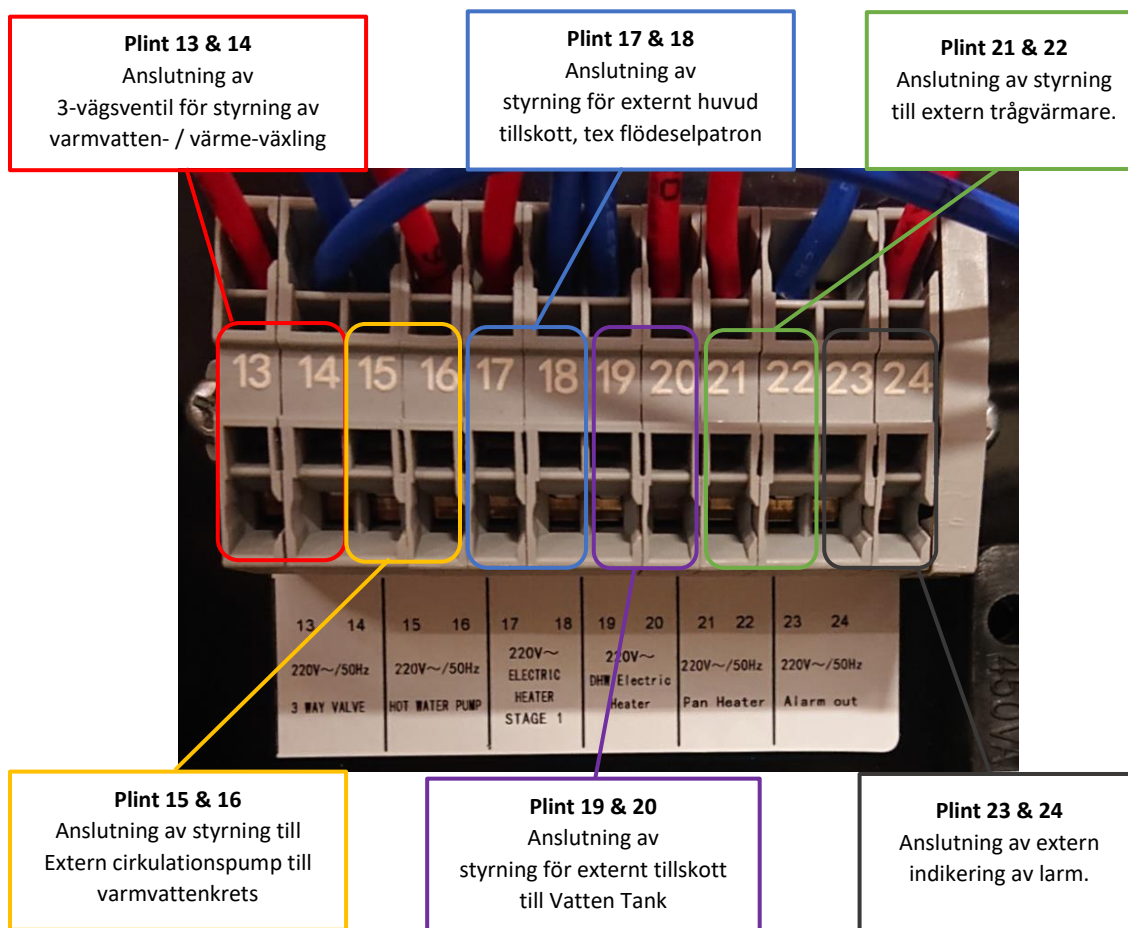 Plint 13 & 14
Anslutning av
3-vägsventil för styrning av
varmvatten- / värme-växling
Plint 17 & 18
Anslutning av
styrning för externt huvud
tillskott, tex flödeselpatron
Plint 21 & 22
Anslutning av styrning
till extern trågvärmare.
13 14 15 16 17 18 19 20 21 22 23 24
13 14
220V~/50Hz
3 WAY VALVE
15 16
220V~/50Hz
HOT WATER PUMP
17 18
220V~
ELECTRIC
HEATER
STAGE 1
19 20
220V~
DHW Electric
Heater
21 22
220V~/50Hz
Pan Heater
23 24
220V~/50Hz
Alarm out
450VA
Plint 15 & 16
Anslutning av styrning till
Extern cirkulationspump till
varmvattenkrets
Plint 19 & 20
Anslutning av
styrning för externt tillskott
till Vatten Tank
Plint 23 & 24
Anslutning av extern
indikering av larm.